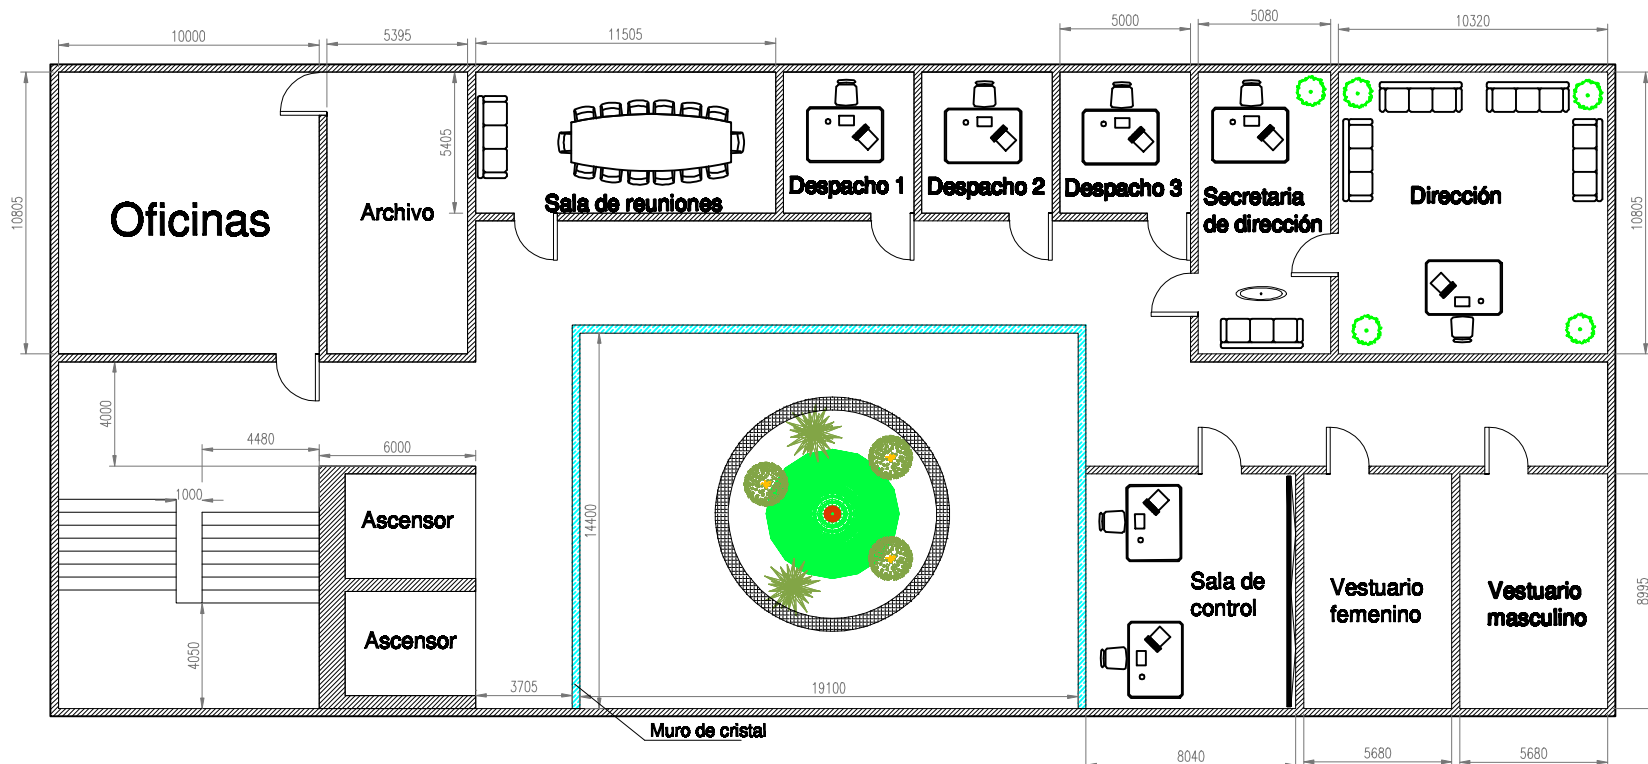 10000
5395
11505
5000
5080
10320
10805
5405
10805
Oficinas
Archivo
Sala de reuniones
Despacho 1
Despacho 2
Despacho 3
Secretaria
de dirección
Dirección
4000
4480
6000
1000
14400
Ascensor
Ascensor
4050
3705
19100
Sala de
control
Vestuario
femenino
Vestuario
masculino
8995
Muro de cristal
8040
5680
5680